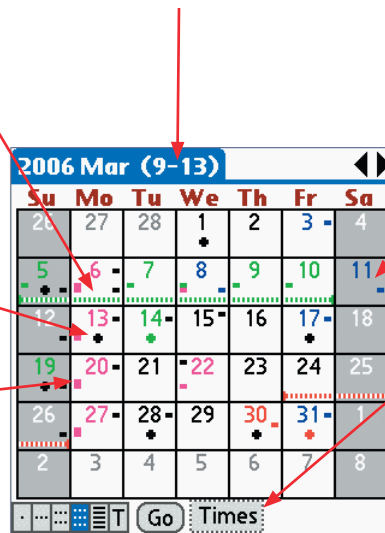 2006 Mar (9-13)
Su Mo Tu We Th Fr Sa
26 27 28 1 2 3 4
5 6 7 8 9 10 11
12 13 14 15 16 17 18
19 20 21 22 23 24 25
26 27 28 29 30 31 1
2 3 4 5 6 7 8
T Go Times